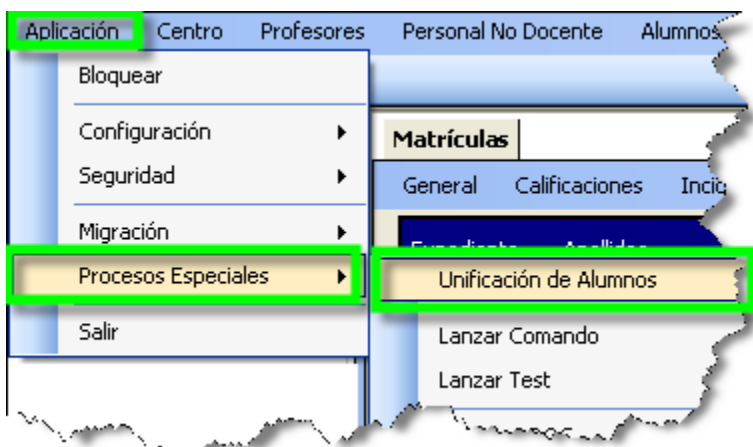 Aplicación Centro Profesores Personal No Docente Alumnos
Bloquear
Configuración
Seguridad
Migración
Procesos Especiales
Salir
Matrículas
General Calificaciones
Unificación de Alumnos
Lanzar Comando
Lanzar Test